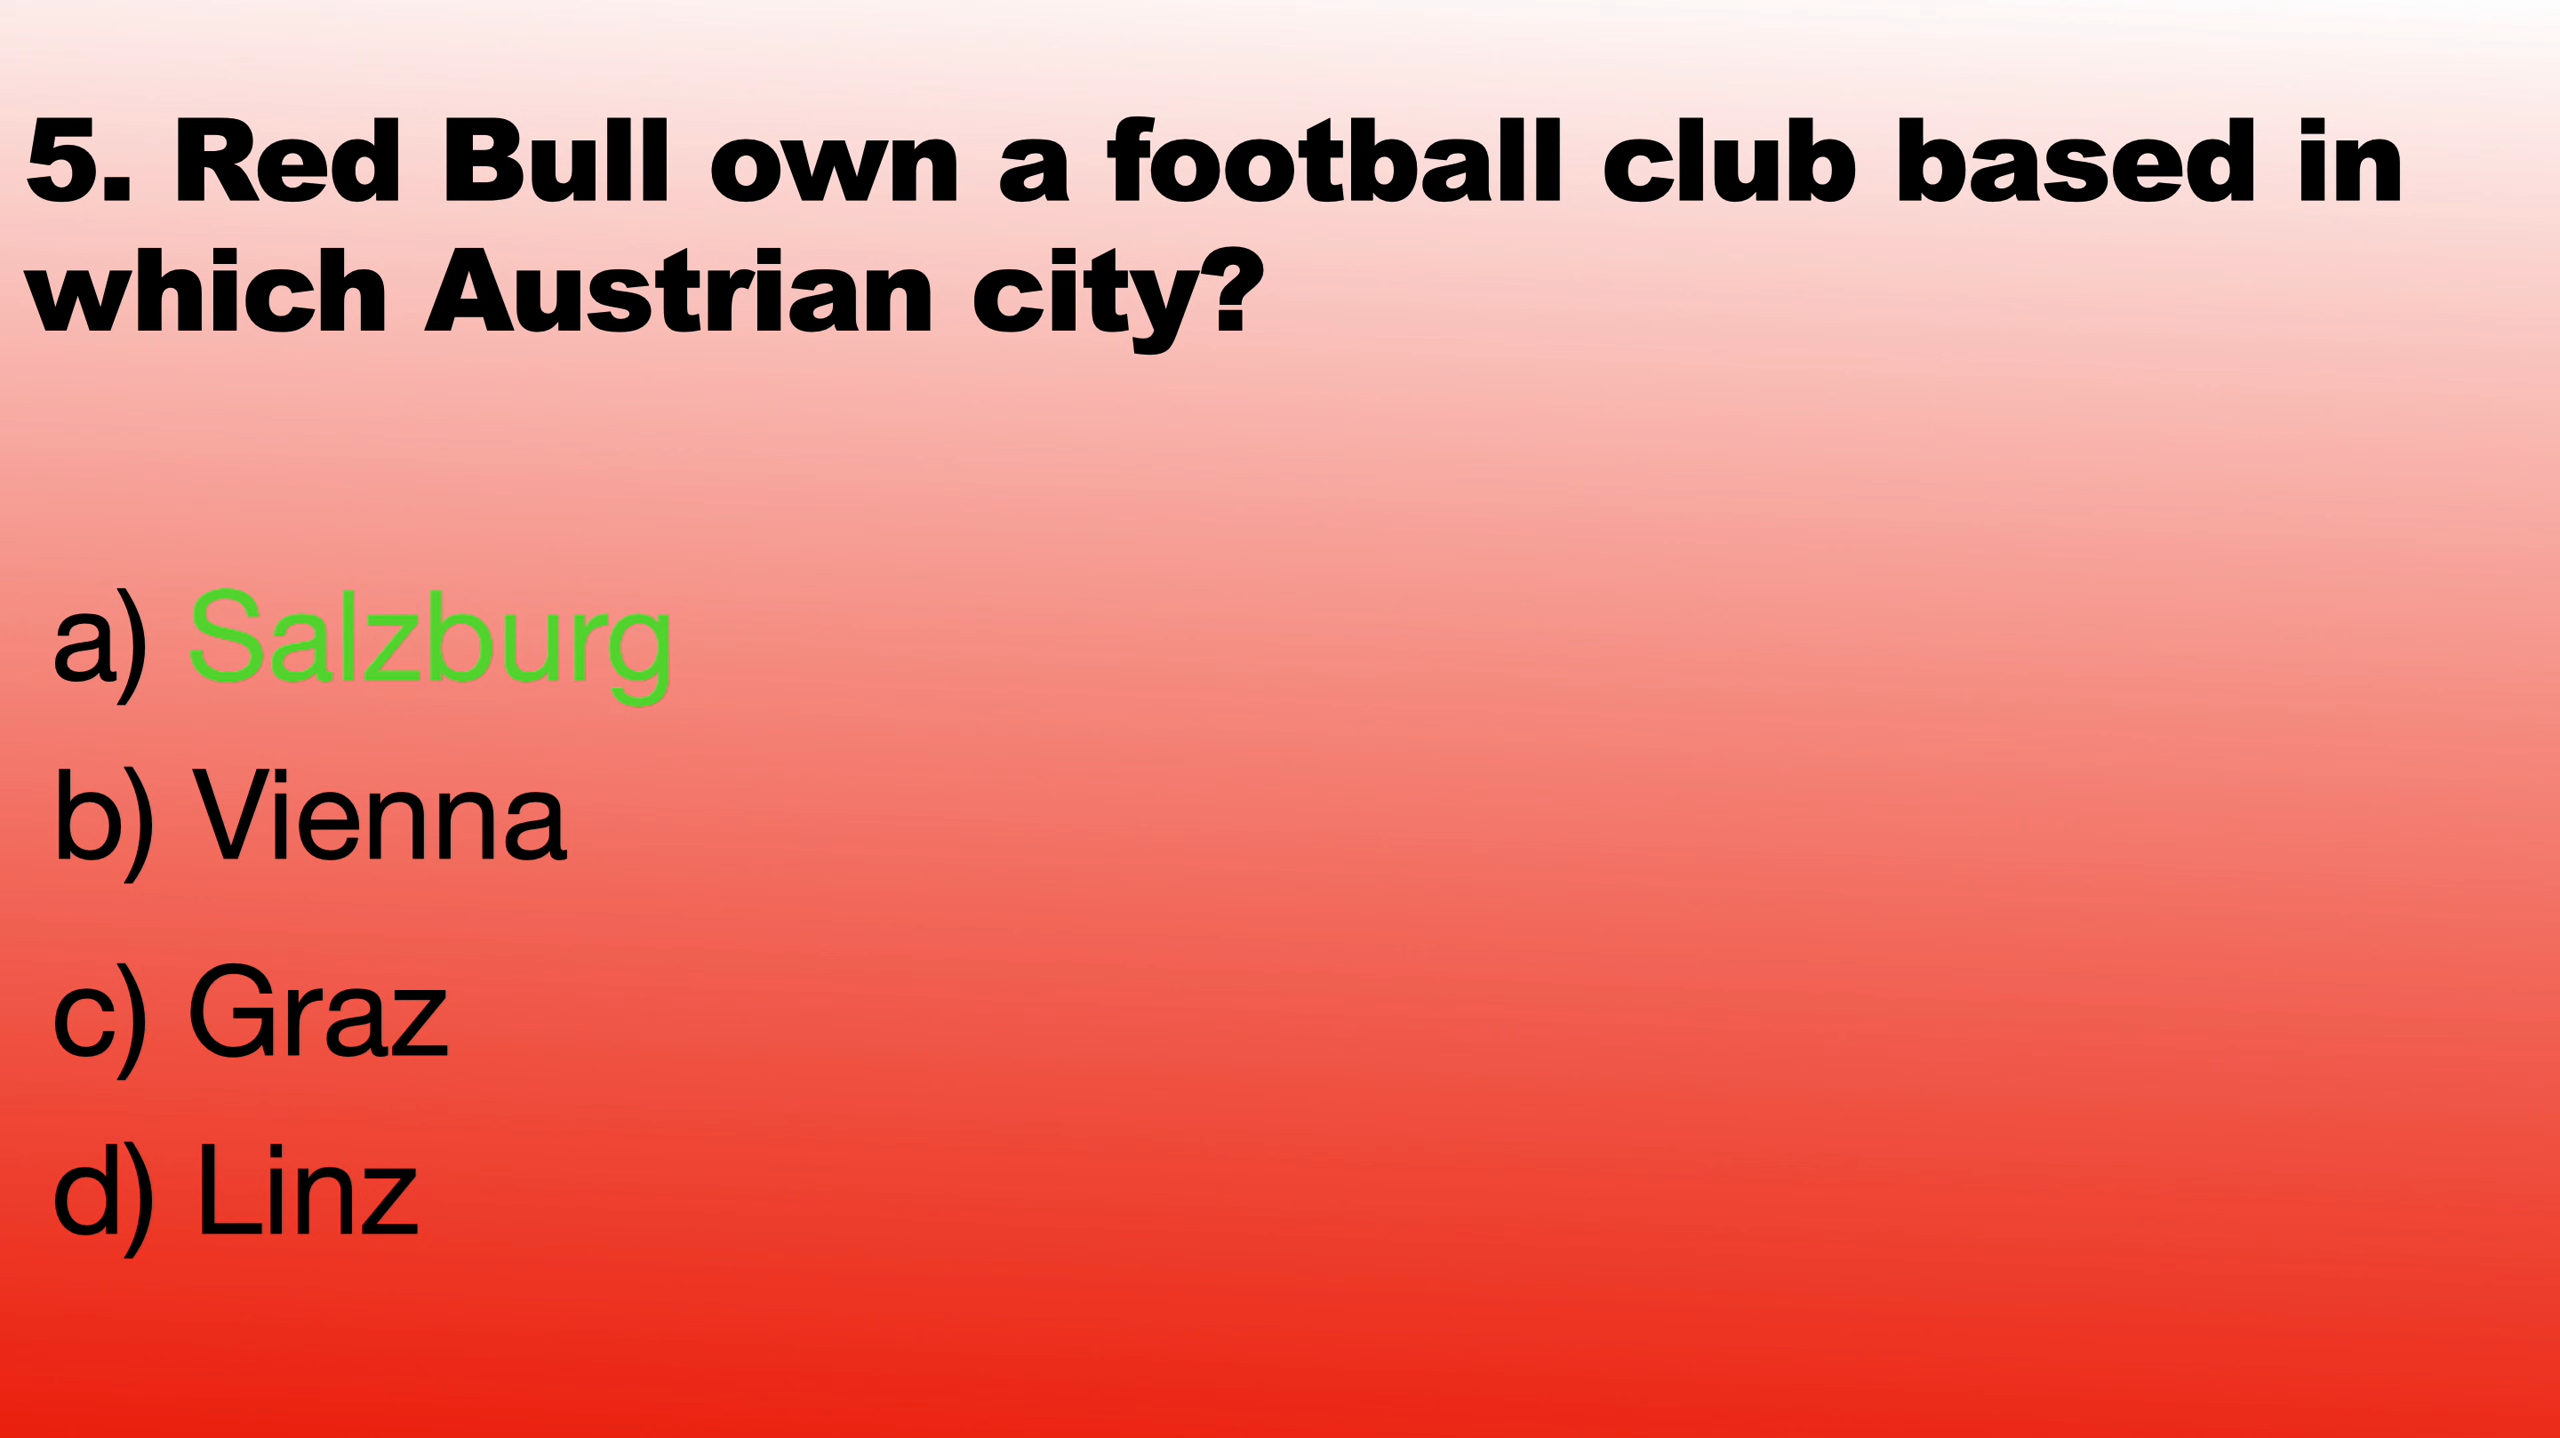 5. Red Bull own a football club based in
which Austrian city?
a) Salzburg
b) Vienna
c) Graz
d) Linz